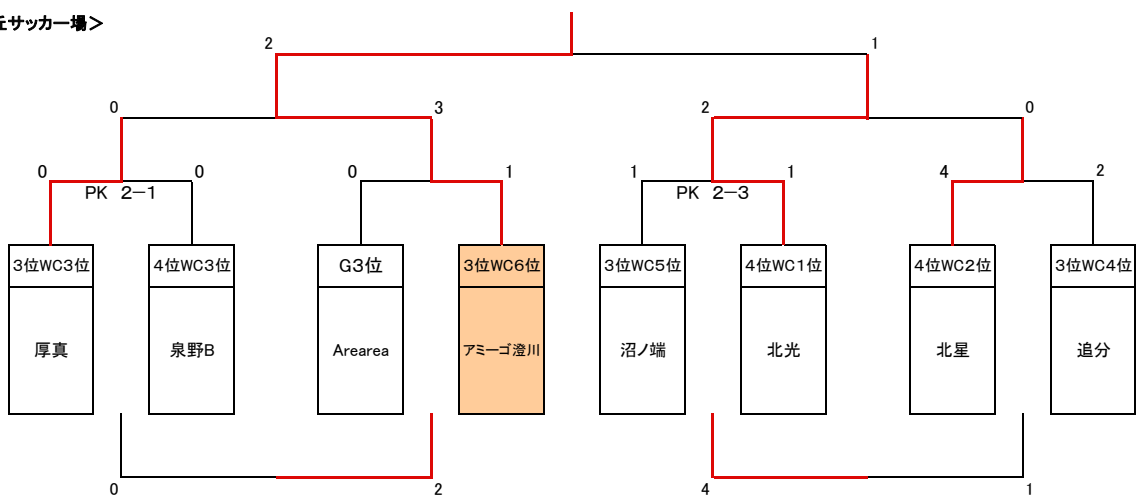 丘サッカー場＞
2 1
0 3 2 0
0 0 0 1 1 1 4 2
PK 2ー1 PK 2ー3
3位WC3位 4位WC3位 G3位 3位WC6位 3位WC5位 4位WC1位 4位WC2位 3位WC4位
厚真 泉野B Arearea アミーゴ澄川 沼ノ端 北光 北星 追分
0 2 4 1